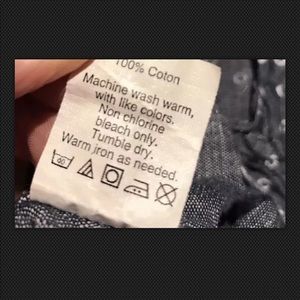 100% Coton
Machine wash warm,
with like colors.
Non chlorine
bleach only.
Tumble dry.
Warm iron as needed.